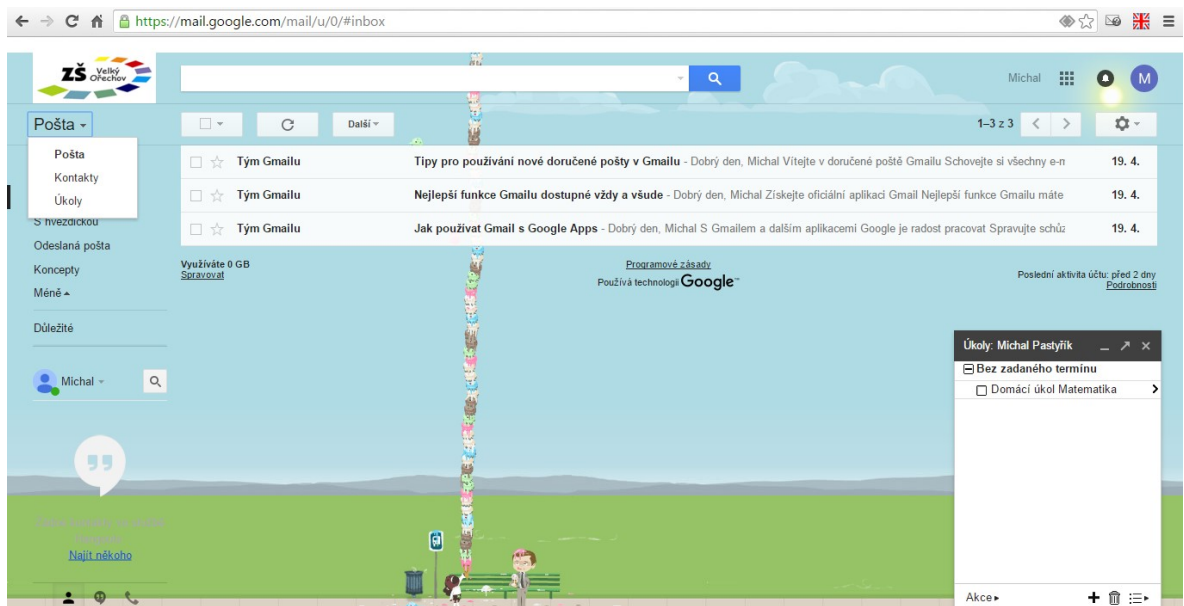 https://mail.google.com/mail/u/0/#inbox
ZŠ Velký Ořechov
Michal
M
Pošta
Další
1–3 z 3
Pošta
Kontakty
Úkoly
Tým Gmailu Tipy pro používání nové doručené pošty v Gmailu - Dobrý den, Michal Vítejte v doručené poště Gmailu Schovejte si všechny e-m 19. 4.
Tým Gmailu Nejlepší funkce Gmailu dostupné vždy a všude - Dobrý den, Michal Získejte oficiální aplikaci Gmail Nejlepší funkce Gmailu máte 19. 4.
Tým Gmailu Jak používat Gmail s Google Apps - Dobrý den, Michal S Gmailem a dalším aplikacemi Google je radost pracovat Spravujte schůz 19. 4.
S hvězdičkou
Odeslaná pošta
Koncepty
Méně
Důležité
Využíváte 0 GB
Spravovat
Programové zásady
Používá technologii Google™
Poslední aktivita účtu: před 2 dny
Podrobnosti
Michal
Najít někoho
Úkoly: Michal Pastyřík
Bez zadaného termínu
Domácí úkol Matematika
Akce